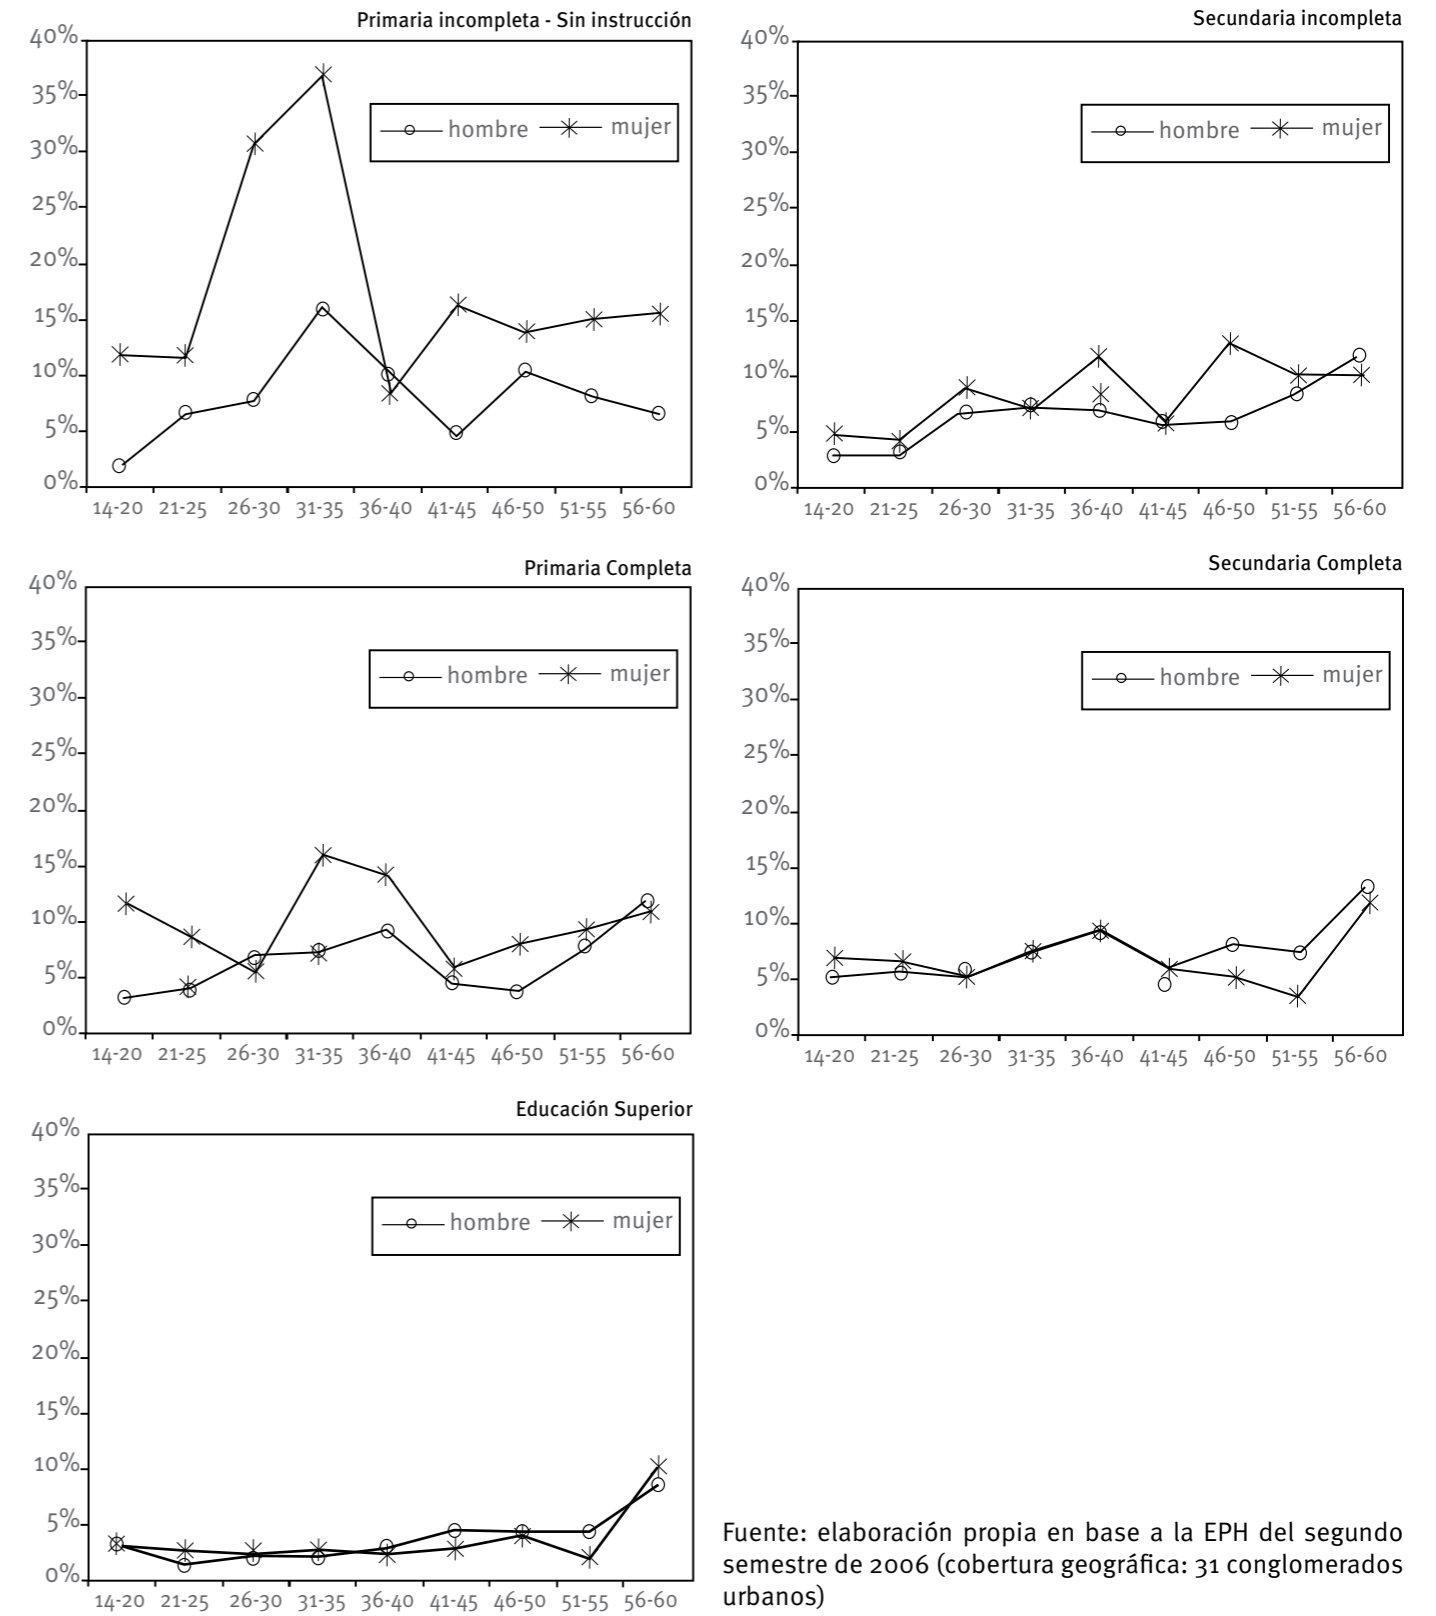 Primaria incompleta - Sin instrucción
40%
35%
30%
25%
20%
15%
10%
5%
0%
hombre mujer
14-20 21-25 26-30 31-35 36-40 41-45 46-50 51-55 56-60
Secundaria incompleta
40%
35%
30%
25%
20%
15%
10%
5%
0%
hombre mujer
14-20 21-25 26-30 31-35 36-40 41-45 46-50 51-55 56-60
Primaria Completa
40%
35%
30%
25%
20%
15%
10%
5%
0%
hombre mujer
14-20 21-25 26-30 31-35 36-40 41-45 46-50 51-55 56-60
Secundaria Completa
40%
35%
30%
25%
20%
15%
10%
5%
0%
hombre mujer
14-20 21-25 26-30 31-35 36-40 41-45 46-50 51-55 56-60
Educación Superior
40%
35%
30%
25%
20%
15%
10%
5%
0%
hombre mujer
14-20 21-25 26-30 31-35 36-40 41-45 46-50 51-55 56-60
Fuente: elaboración propia en base a la EPH del segundo
semestre de 2006 (cobertura geográfica: 31 conglomerados
urbanos)